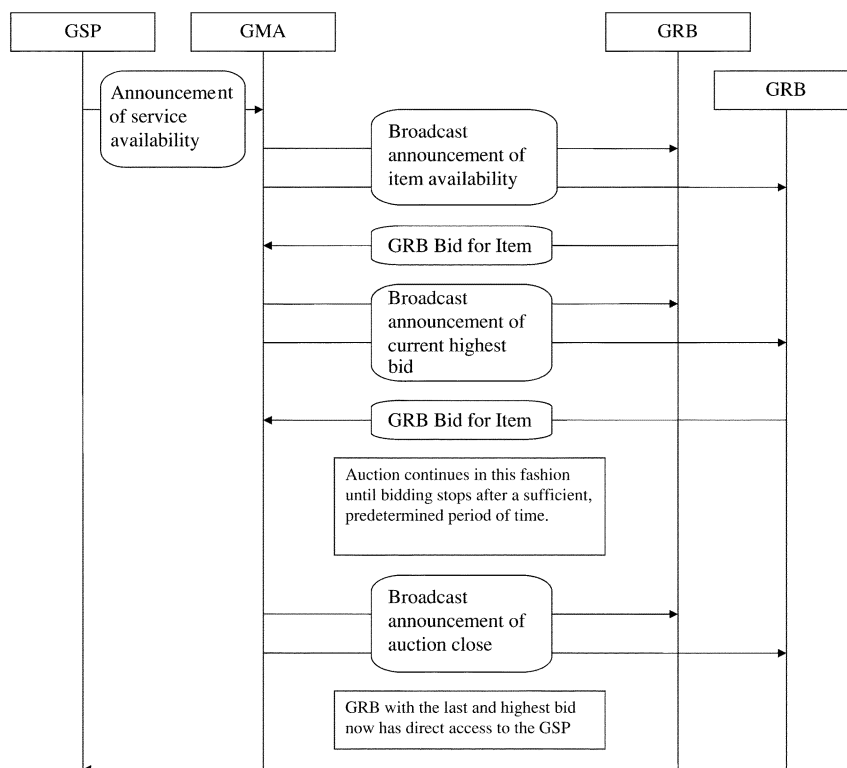 GSP
GMA
GRB
GRB
Announcement
of service
availability
Broadcast
announcement of
item availability
GRB Bid for Item
Broadcast
announcement of
current highest
bid
GRB Bid for Item
Auction continues in this fashion
until bidding stops after a sufficient,
predetermined period of time.
Broadcast
announcement of
auction close
GRB with the last and highest bid
now has direct access to the GSP